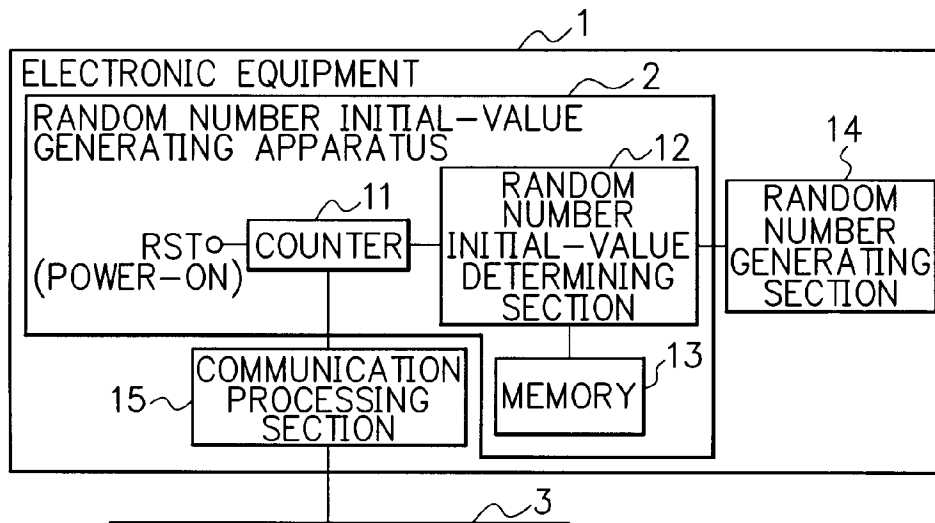 1
ELECTRONIC EQUIPMENT
2
RANDOM NUMBER INITIAL-VALUE
GENERATING APPARATUS
12
14
11
RANDOM
NUMBER
INITIAL-VALUE
DETERMINING
SECTION
RANDOM
NUMBER
GENERATING
SECTION
RST
(POWER-ON)
COUNTER
13
MEMORY
15
COMMUNICATION
PROCESSING
SECTION
3